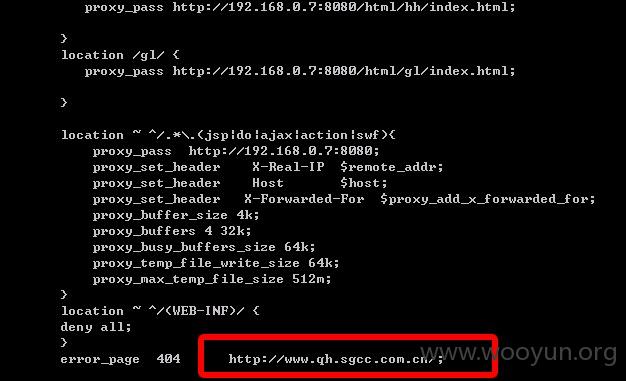 proxy_pass http://192.168.0.7:8080/html/hh/index.html;
}
location /gl/ {
proxy_pass http://192.168.0.7:8080/html/gl/index.html;
}
location ~ ^/.*\.(jsp|do|ajax|action|swf){
proxy_pass http://192.168.0.7:8080;
proxy_set_header X-Real-IP $remote_addr;
proxy_set_header Host $host;
proxy_set_header X-Forwarded-For $proxy_add_x_forwarded_for;
proxy_buffer_size 4k;
proxy_buffers 4 32k;
proxy_busy_buffers_size 64k;
proxy_temp_file_write_size 64k;
proxy_max_temp_file_size 512m;
}
location ~ ^/(WEB-INF)/ {
deny all;
}
error_page 404 http://www.qh.sgcc.com.cn/;
www.wooyun.org